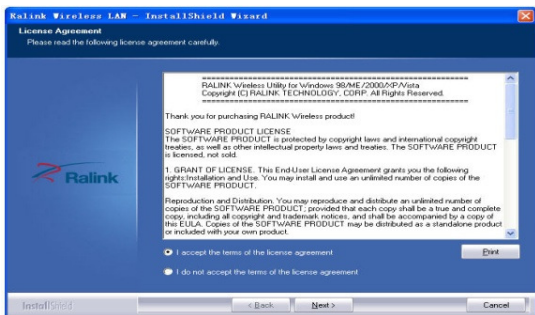 Ralink Wireless LAN - InstallShield Wizard
License Agreement
Please read the following license agreement carefully.
==========================================================
RALINK Wireless Utility for Windows 98/ME/2000/XP/Vista
Copyright (C) RALINK TECHNOLOGY, CORP. All Rights Reserved.
==========================================================
Thank you for purchasing RALINK Wireless product!
SOFTWARE PRODUCT LICENSE
The SOFTWARE PRODUCT is protected by copyright laws and international copyright
treaties, as well as other intellectual property laws and treaties. The SOFTWARE PRODUCT
is licensed, not sold.
1. GRANT OF LICENSE. This End-User License Agreement grants you the following
rights:Installation and Use. You may install and use an unlimited number of copies of the
SOFTWARE PRODUCT.
Reproduction and Distribution. You may reproduce and distribute an unlimited number of
copies of the SOFTWARE PRODUCT; provided that each copy shall be a true and complete
copy, including all copyright and trademark notices, and shall be accompanied by a copy of
this EULA. Copies of the SOFTWARE PRODUCT may be distributed as a standalone product
or included with your own product.
Ralink
I accept the terms of the license agreement
Print
I do not accept the terms of the license agreement
InstallShield
< Back
Next >
Cancel